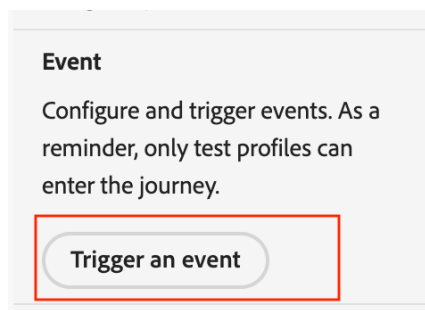 Event
Configure and trigger events. As a
reminder, only test profiles can
enter the journey.
Trigger an event